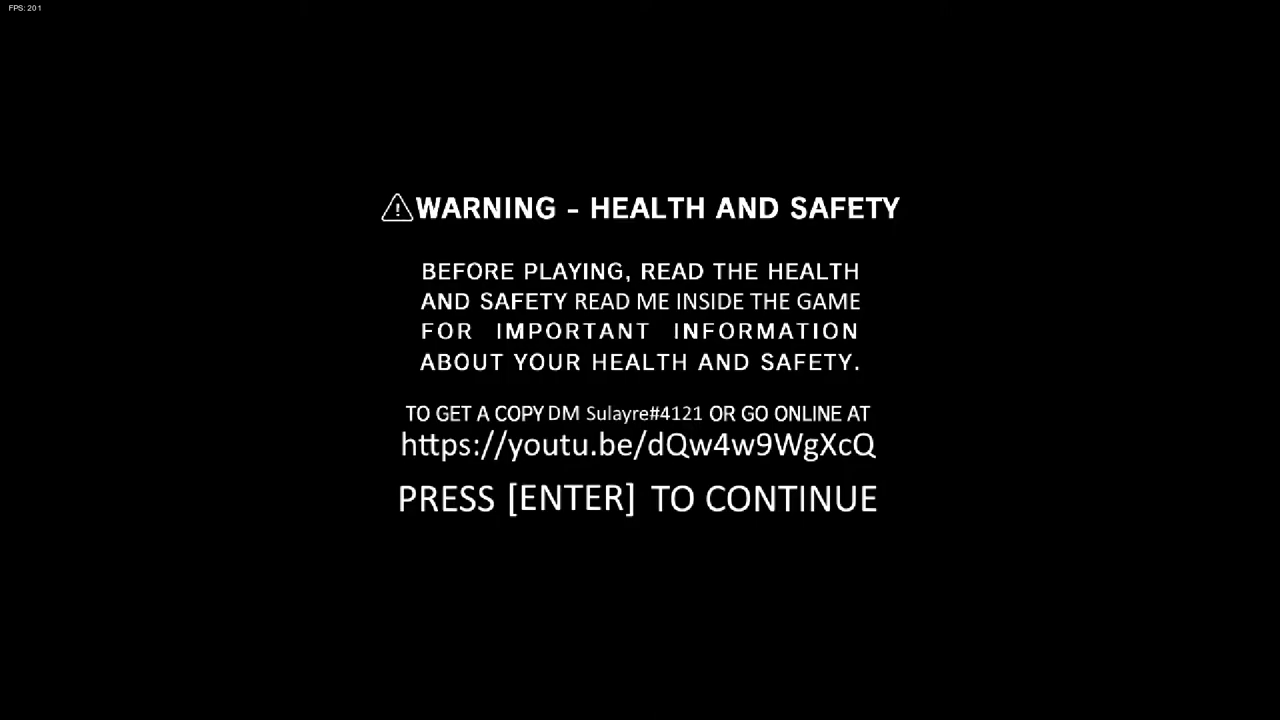 FPS: 201
⚠WARNING - HEALTH AND SAFETY
BEFORE PLAYING, READ THE HEALTH
AND SAFETY READ ME INSIDE THE GAME
FOR IMPORTANT INFORMATION
ABOUT YOUR HEALTH AND SAFETY.
TO GET A COPY DM Sulayre#4121 OR GO ONLINE AT
https://youtu.be/dQw4w9WgXcQ
PRESS [ENTER] TO CONTINUE